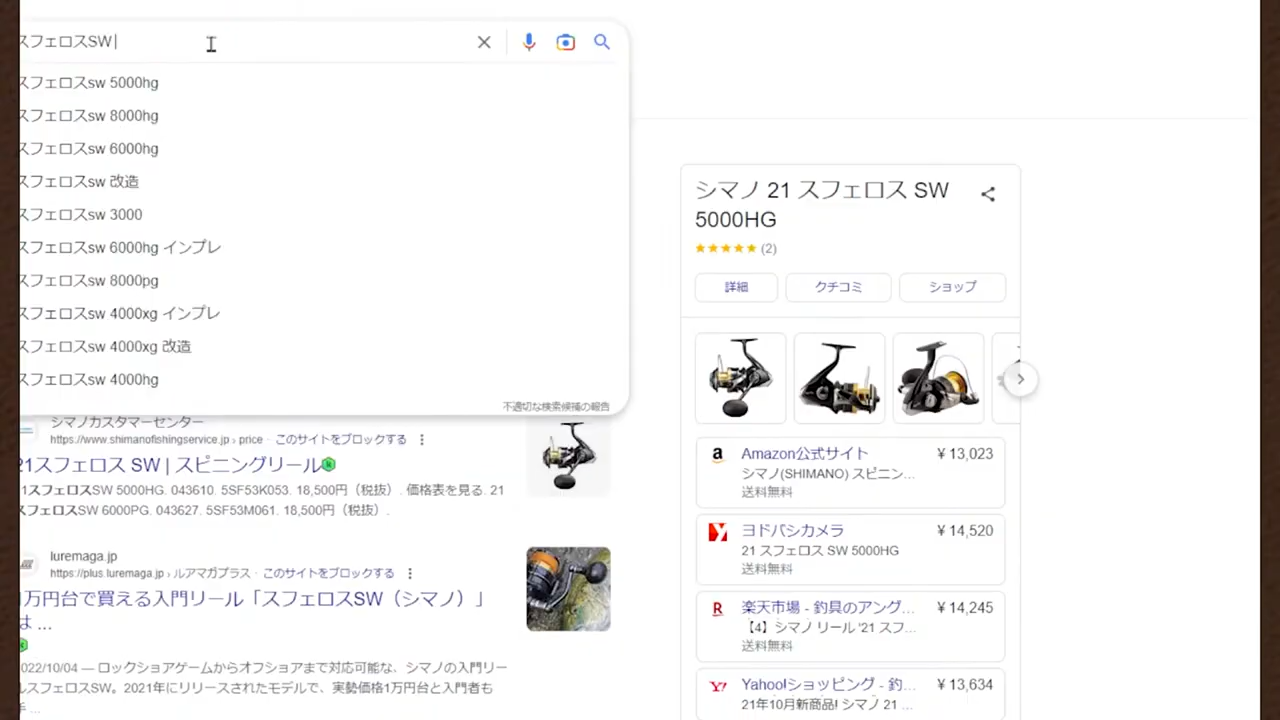 スフェロスSW
スフェロスsw 5000hg
スフェロスsw 8000hg
スフェロスsw 6000hg
スフェロスsw 改造
スフェロスsw 3000
スフェロスsw 6000hg インプレ
スフェロスsw 8000pg
スフェロスsw 4000xg インプレ
スフェロスsw 4000xg 改造
スフェロスsw 4000hg
不適切な検索候補の報告
シマノカスタマーセンター
https://www.shimanofishingservice.jp › price · このサイトをブロックする
21スフェロス SW | スピニングリール
1スフェロスSW 5000HG. 043610. 5SF53K053. 18,500円（税抜）. 価格表を見る. 21
スフェロスSW 6000PG. 043627. 5SF53M061. 18,500円（税抜）.
luremaga.jp
https://plus.luremaga.jp › ルアマガプラス · このサイトをブロックする
万円台で買える入門リール「スフェロスSW（シマノ）」
は ...
022/10/04 — ロックショアゲームからオフショアまで対応可能な、シマノの入門リー
ルスフェロスSW。2021年にリリースされたモデルで、実勢価格1万円台と入門者も
シマノ 21 スフェロス SW
5000HG
(2)
詳細
クチコミ
ショップ
Amazon公式サイト
￥13,023
シマノ(SHIMANO) スピニン...
送料無料
ヨドバシカメラ
￥14,520
21 スフェロス SW 5000HG
送料無料
楽天市場 - 釣具のアング...
￥14,245
【4】シマノ リール '21 スフ...
送料無料
Yahoo!ショッピング - 釣...
￥13,634
21年10月新商品! シマノ 21 ...